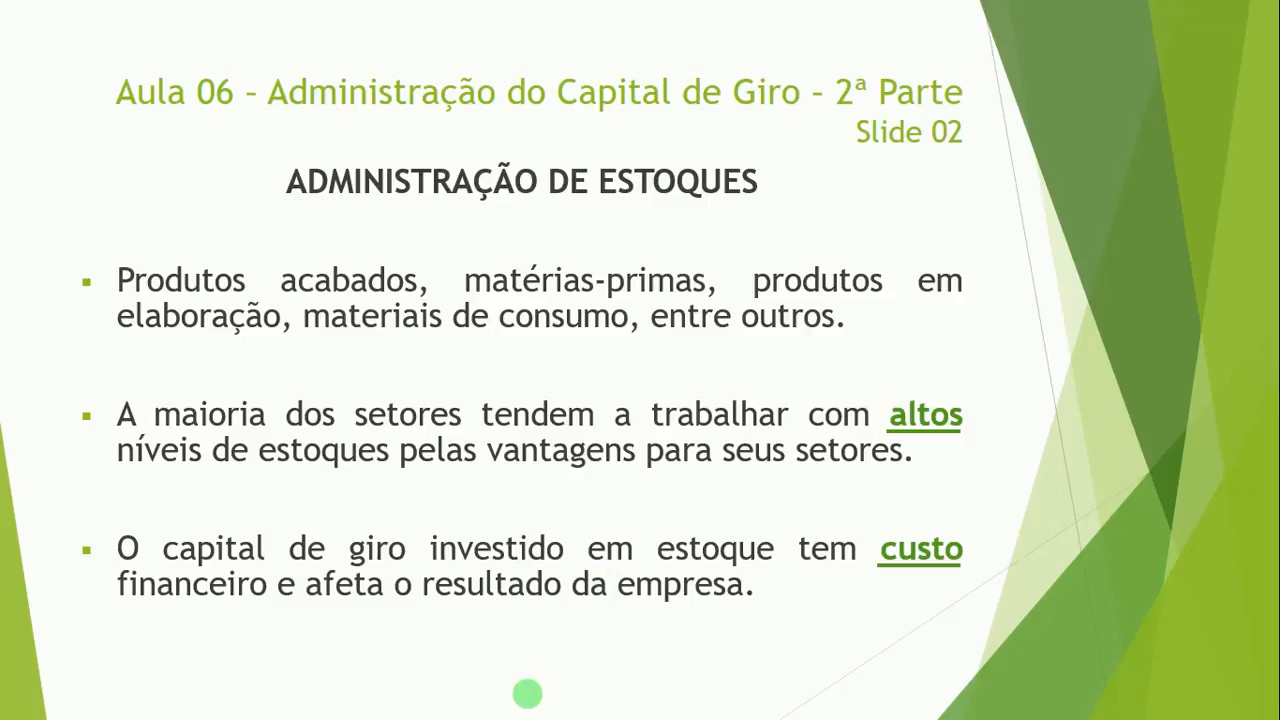 Aula 06 – Administração do Capital de Giro – 2ª Parte
Slide 02
ADMINISTRAÇÃO DE ESTOQUES
Produtos acabados, matérias-primas, produtos em
elaboração, materiais de consumo, entre outros.
A maioria dos setores tendem a trabalhar com altos
níveis de estoques pelas vantagens para seus setores.
O capital de giro investido em estoque tem custo
financeiro e afeta o resultado da empresa.